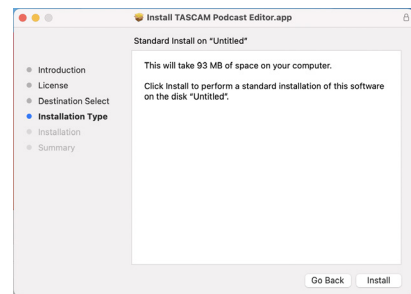 Install TASCAM Podcast Editor.app
Standard Install on “Untitled”
Introduction
License
Destination Select
Installation Type
Installation
Summary
This will take 93 MB of space on your computer.
Click Install to perform a standard installation of this software
on the disk “Untitled”.
Go Back
Install